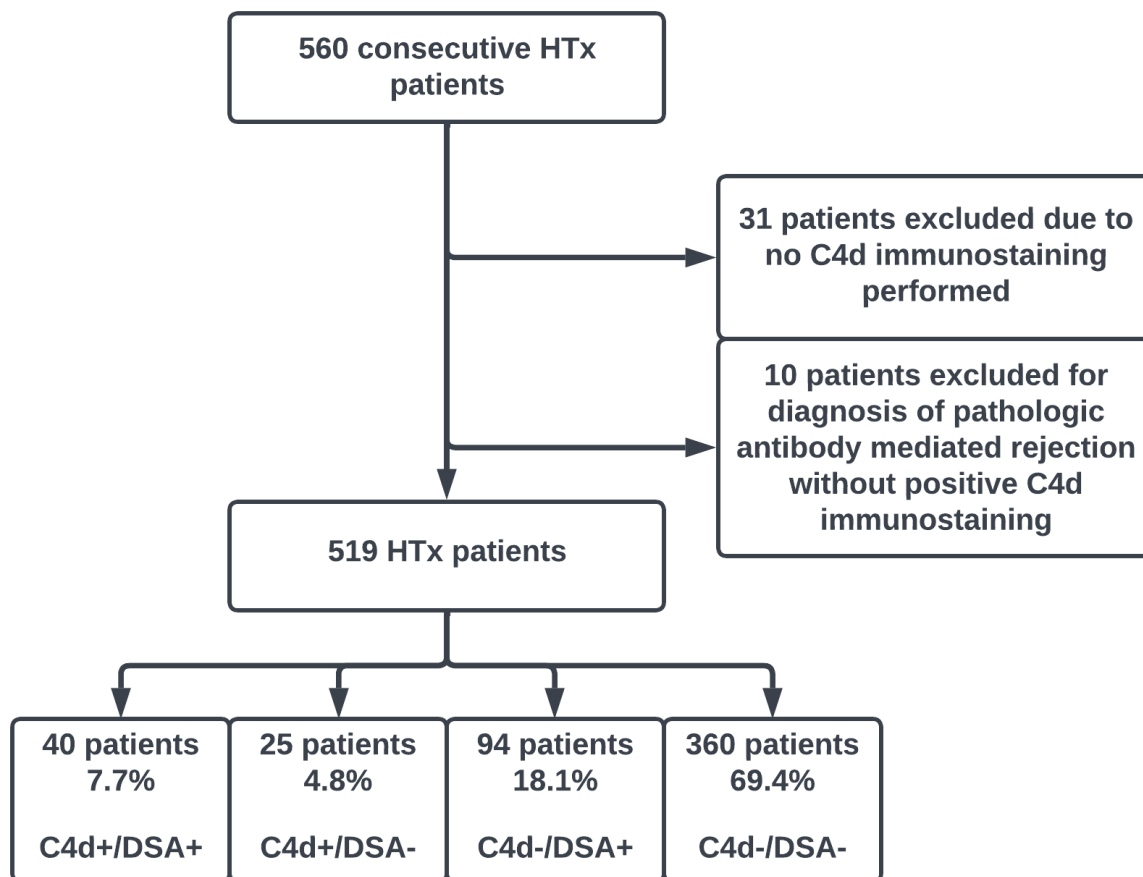 560 consecutive HTx
patients
31 patients excluded due to
no C4d immunostaining
performed
10 patients excluded for
diagnosis of pathologic
antibody mediated rejection
without positive C4d
immunostaining
519 HTx patients
40 patients
7.7%
C4d+/DSA+
25 patients
4.8%
C4d+/DSA-
94 patients
18.1%
C4d-/DSA+
360 patients
69.4%
C4d-/DSA-